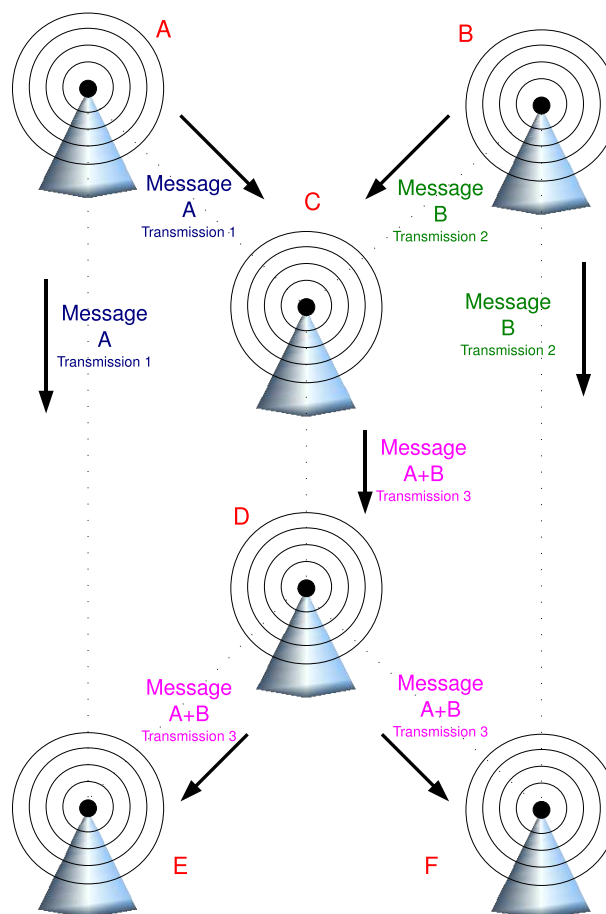 A
B
Message
A
Transmission 1
C
Message
B
Transmission 2
Message
A
Transmission 1
Message
B
Transmission 2
Message
A+B
Transmission 3
D
Message
A+B
Transmission 3
Message
A+B
Transmission 3
E
F